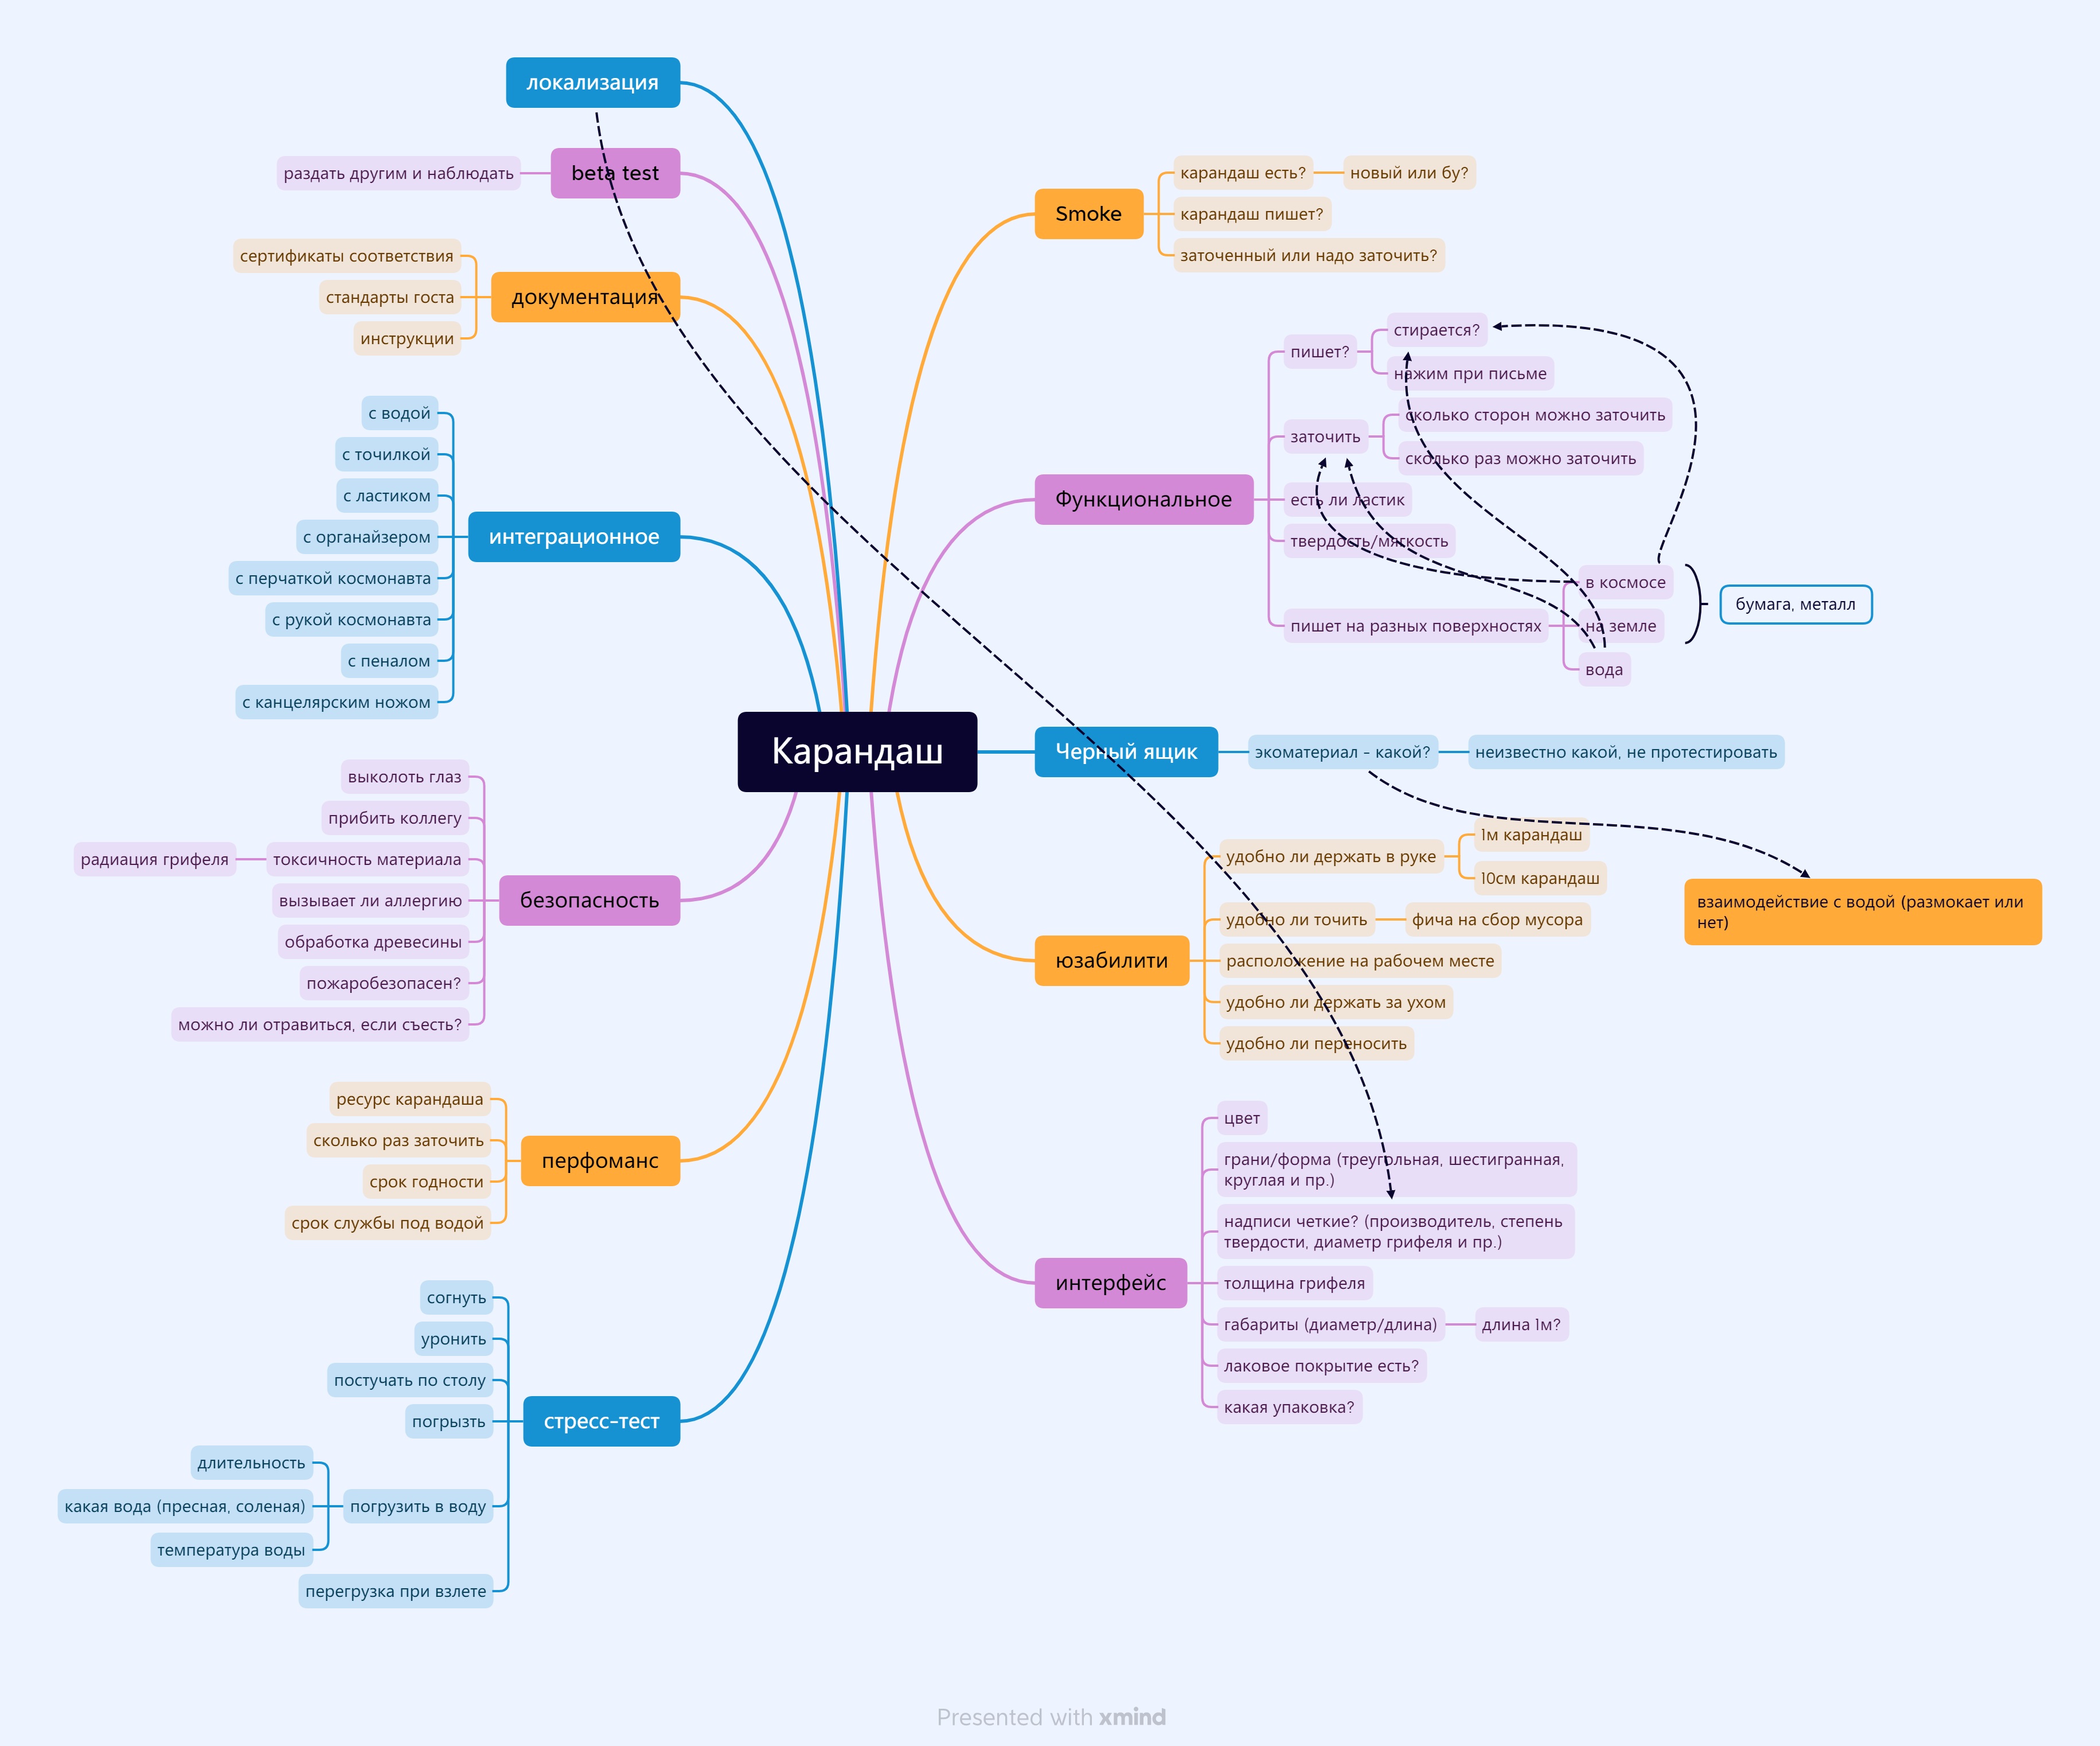 локализация
beta test
раздать другим и наблюдать
документация
сертификаты соответствия
стандарты госта
инструкции
интеграционное
с водой
с точилкой
с ластиком
с органайзером
с перчаткой космонавта
с рукой космонавта
с пеналом
с канцелярским ножом
безопасность
выколоть глаз
прибить коллегу
токсичность материала
радиация грифеля
вызывает ли аллергию
обработка древесины
пожаробезопасен?
можно ли отравиться, если съесть?
перфоманс
ресурс карандаша
сколько раз заточить
срок годности
срок службы под водой
стресс-тест
согнуть
уронить
постучать по столу
погрызть
погрузить в воду
длительность
какая вода (пресная, соленая)
температура воды
перегрузка при взлете
Карандаш
Smoke
карандаш есть?
новый или бу?
карандаш пишет?
заточенный или надо заточить?
Функциональное
пишет?
стирается?
нажим при письме
заточить
сколько сторон можно заточить
сколько раз можно заточить
есть ли ластик
твердость/мягкость
пишет на разных поверхностях
в космосе
на земле
вода
бумага, металл
Черный ящик
экоматериал - какой?
неизвестно какой, не протестировать
взаимодействие с водой (размокает или
нет)
юзабилити
удобно ли держать в руке
1м карандаш
10см карандаш
удобно ли точить
фича на сбор мусора
расположение на рабочем месте
удобно ли держать за ухом
удобно ли переносить
интерфейс
цвет
грани/форма (треугольная, шестигранная,
круглая и пр.)
надписи четкие? (производитель, степень
твердости, диаметр грифеля и пр.)
толщина грифеля
габариты (диаметр/длина)
длина 1м?
лаковое покрытие есть?
какая упаковка?
Presented with xmind